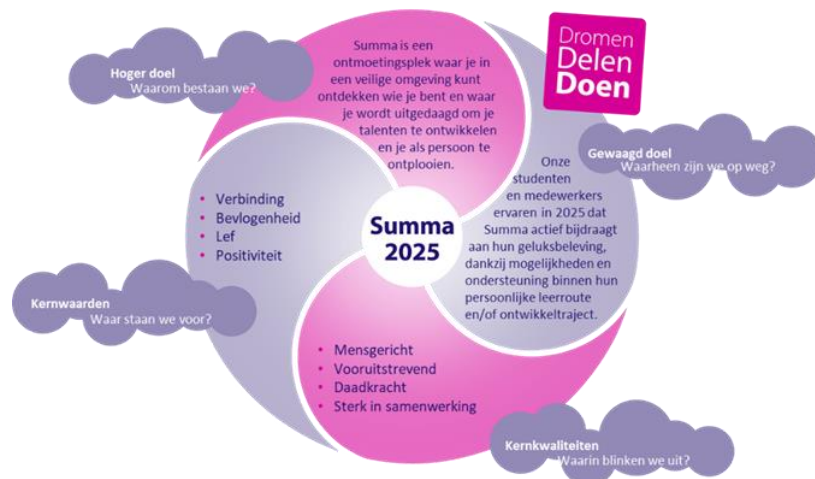 Hoger doel
Waarom bestaan we?
Summa is een
ontmoetingsplek waar je in
een veilige omgeving kunt
ontdekken wie je bent en waar
je wordt uitgedaagd om je
talenten te ontwikkelen
en je als persoon te
ontplooien.
Dromen
Delen
Doen
Gewaagd doel
Waarheen zijn we op weg?
Onze
studenten
en medewerkers
ervaren in 2025 dat
Summa actief bijdraagt
aan hun geluksbeleving,
dankzij mogelijkheden en
ondersteuning binnen hun
persoonlijke leerroute
en/of ontwikkeltraject.
• Verbinding
• Bevlogenheid
• Lef
• Positiviteit
Summa
2025
Kernwaarden
Waar staan we voor?
• Mensgericht
• Vooruitstrevend
• Daadkracht
• Sterk in samenwerking
Kernkwaliteiten
Waarin blinken we uit?